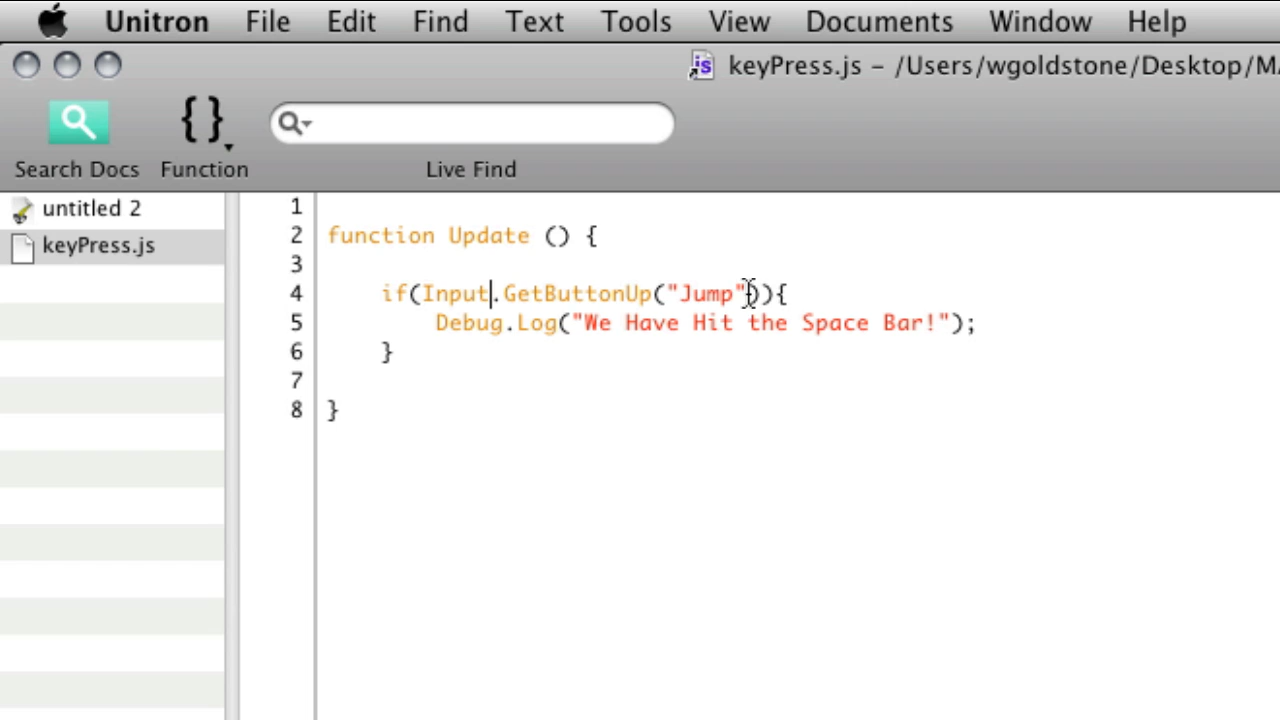 Unitron File Edit Find Text Tools View Documents Window Help
keyPress.js – /Users/wgoldstone/Desktop/
Search Docs Function Live Find
untitled 2
keyPress.js
1
2 function Update () {
3
4 if(Input.GetButtonUp("Jump")){
5 Debug.Log("We Have Hit the Space Bar!");
6 }
7
8 }